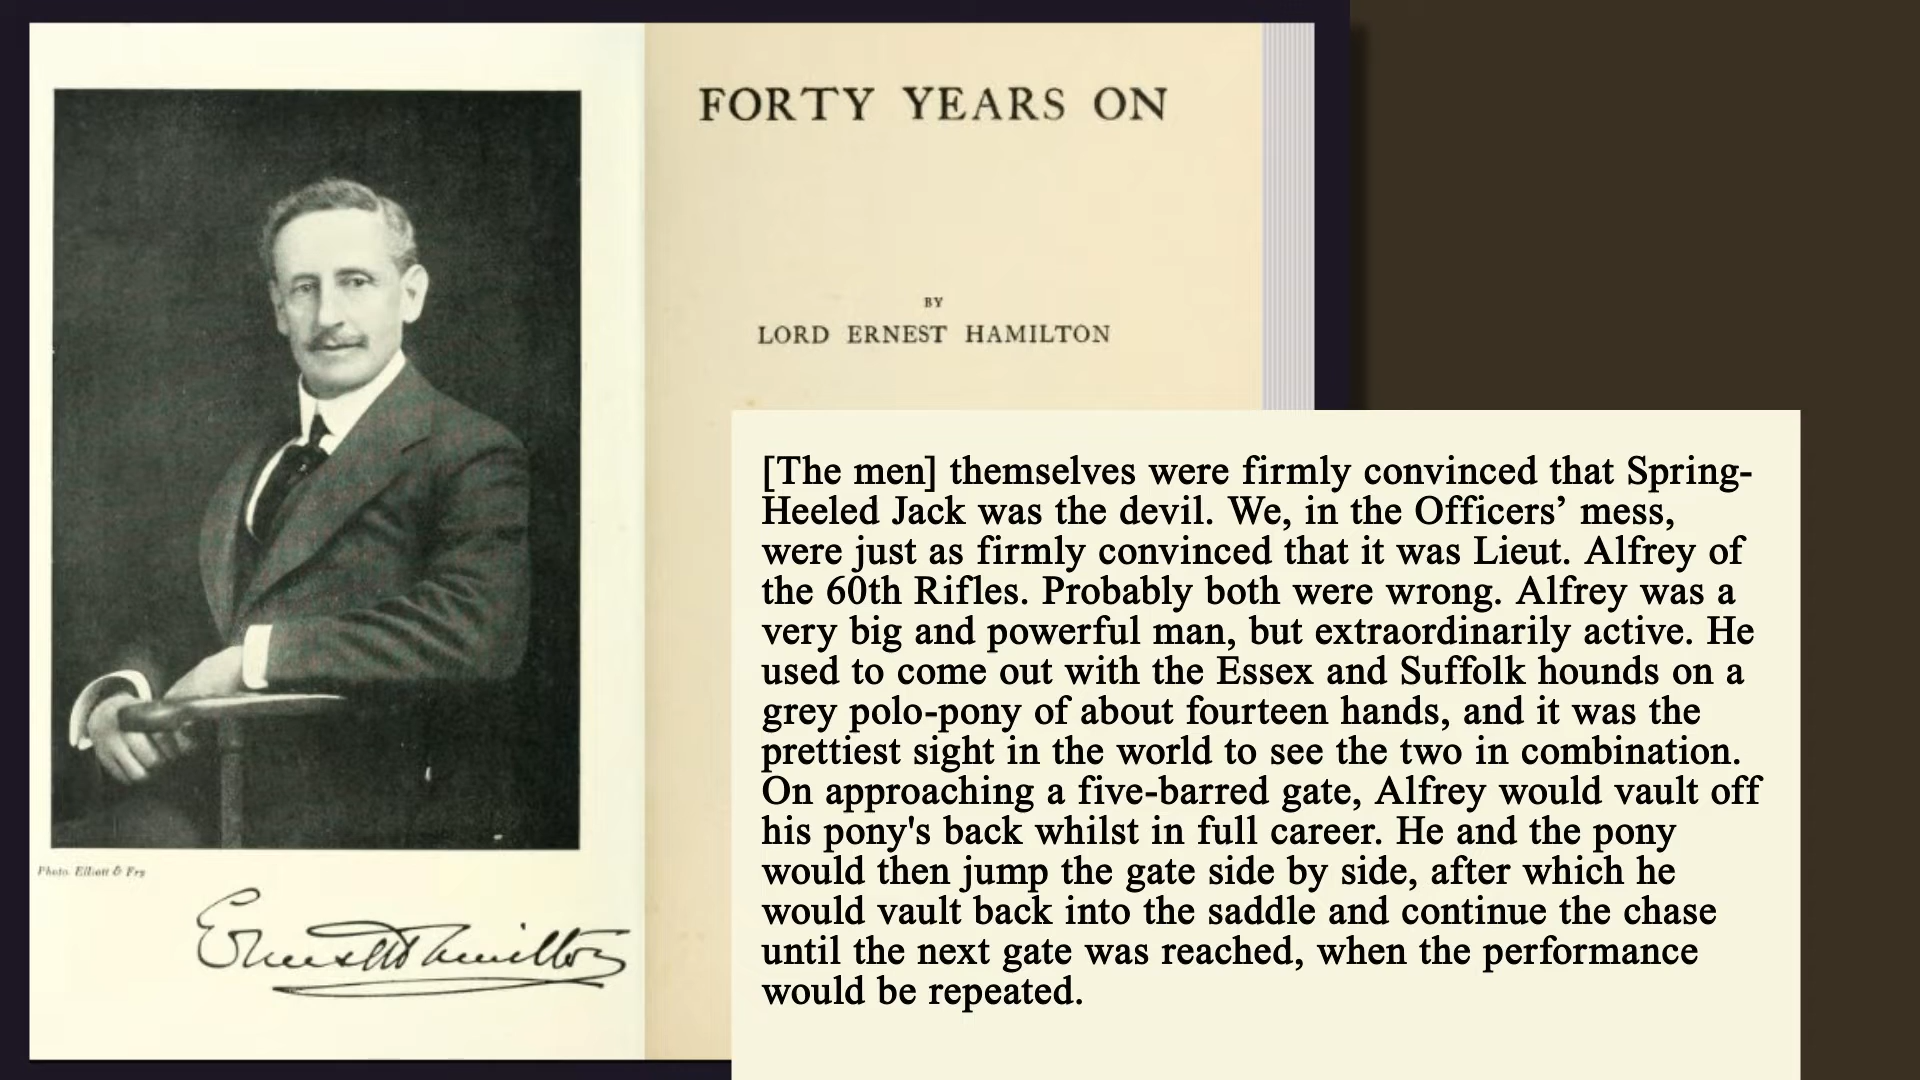 FORTY YEARS ON
BY
LORD ERNEST HAMILTON
Photo. Elliott & Fry
Ernest Hamilton
[The men] themselves were firmly convinced that Spring-
Heeled Jack was the devil. We, in the Officers’ mess,
were just as firmly convinced that it was Lieut. Alfrey of
the 60th Rifles. Probably both were wrong. Alfrey was a
very big and powerful man, but extraordinarily active. He
used to come out with the Essex and Suffolk hounds on a
grey polo-pony of about fourteen hands, and it was the
prettiest sight in the world to see the two in combination.
On approaching a five-barred gate, Alfrey would vault off
his pony's back whilst in full career. He and the pony
would then jump the gate side by side, after which he
would vault back into the saddle and continue the chase
until the next gate was reached, when the performance
would be repeated.